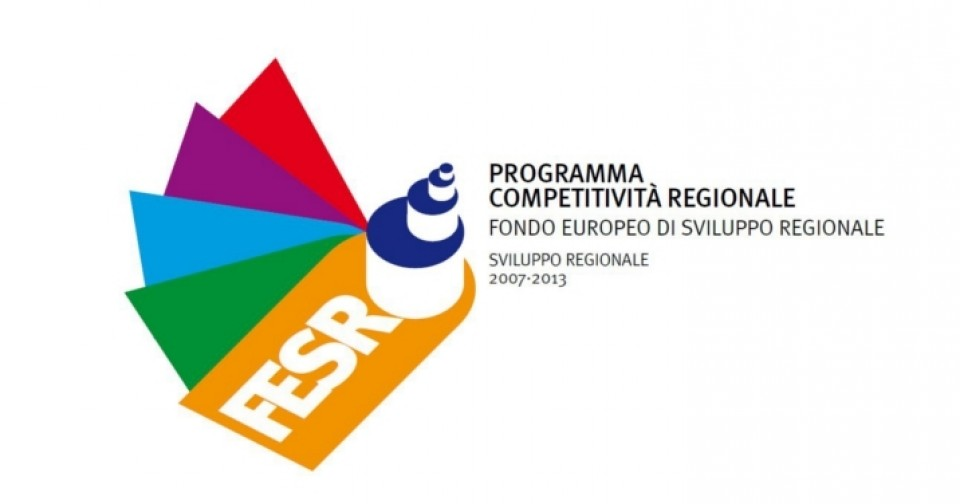 FESR
PROGRAMMA
COMPETITIVITÀ REGIONALE
FONDO EUROPEO DI SVILUPPO REGIONALE
SVILUPPO REGIONALE
2007·2013